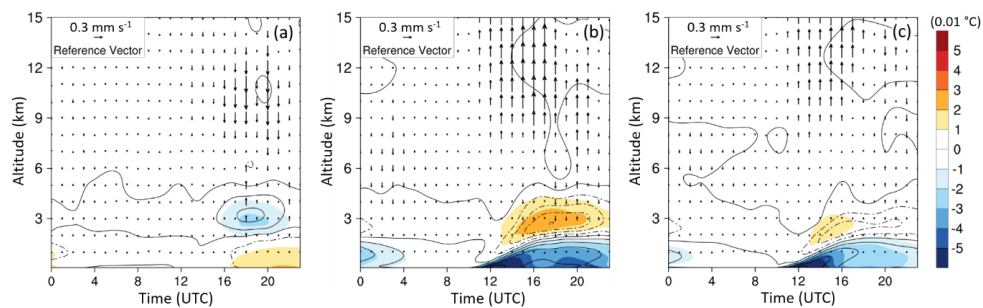 0.3 mm s⁻¹
Reference Vector
(a)
0.3 mm s⁻¹
Reference Vector
(b)
0.3 mm s⁻¹
Reference Vector
(c)
(0.01 °C)
Altitude (km)
15
12
9
6
3
0 4 8 12 16 20
Time (UTC)
Altitude (km)
15
12
9
6
3
0 4 8 12 16 20
Time (UTC)
Altitude (km)
15
12
9
6
3
0 4 8 12 16 20
Time (UTC)
5
4
3
2
1
-1
-2
-3
-4
-5